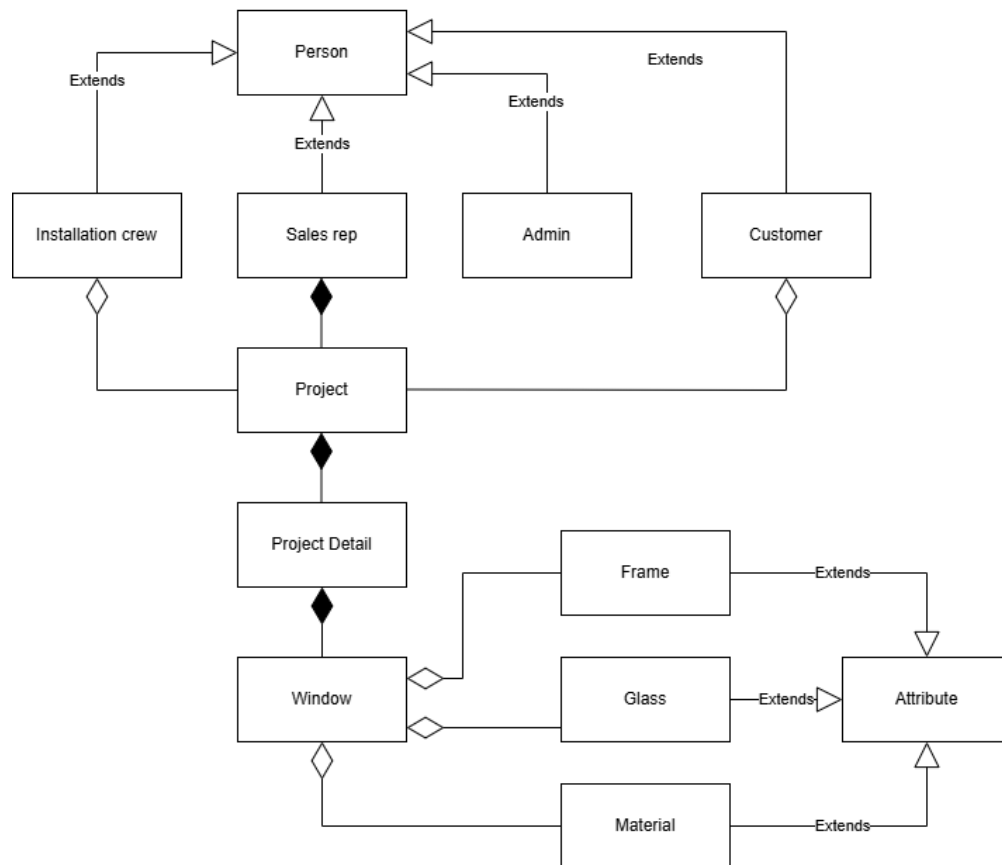 Person
Extends
Extends
Extends
Extends
Installation crew
Sales rep
Admin
Customer
Project
Project Detail
Frame
Extends
Window
Glass
Extends
Attribute
Material
Extends